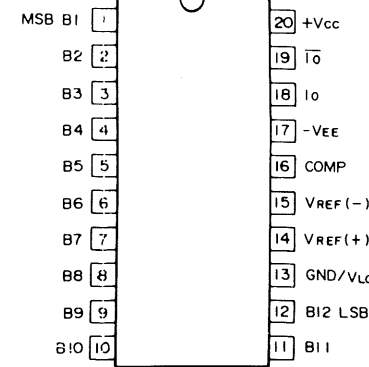 MSB B1 1 20 +VCC
B2 2 19 I̅o̅
B3 3 18 Io
B4 4 17 -VEE
B5 5 16 COMP
B6 6 15 VREF(-)
B7 7 14 VREF(+)
B8 8 13 GND/VLC
B9 9 12 B12 LSB
B10 10 11 B11